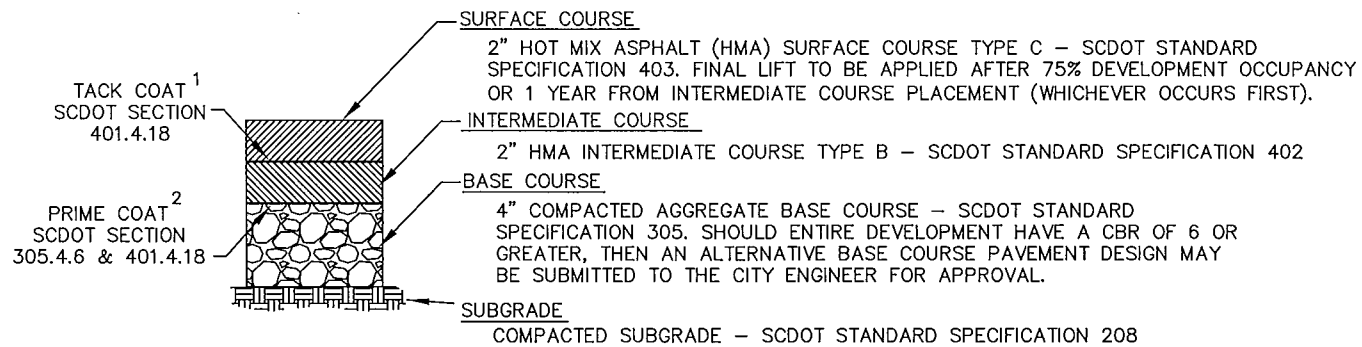 SURFACE COURSE
2" HOT MIX ASPHALT (HMA) SURFACE COURSE TYPE C – SCDOT STANDARD
SPECIFICATION 403. FINAL LIFT TO BE APPLIED AFTER 75% DEVELOPMENT OCCUPANCY
OR 1 YEAR FROM INTERMEDIATE COURSE PLACEMENT (WHICHEVER OCCURS FIRST).
TACK COAT 1
SCDOT SECTION
401.4.18
INTERMEDIATE COURSE
2" HMA INTERMEDIATE COURSE TYPE B – SCDOT STANDARD SPECIFICATION 402
PRIME COAT 2
SCDOT SECTION
305.4.6 & 401.4.18
BASE COURSE
4" COMPACTED AGGREGATE BASE COURSE – SCDOT STANDARD
SPECIFICATION 305. SHOULD ENTIRE DEVELOPMENT HAVE A CBR OF 6 OR
GREATER, THEN AN ALTERNATIVE BASE COURSE PAVEMENT DESIGN MAY
BE SUBMITTED TO THE CITY ENGINEER FOR APPROVAL.
SUBGRADE
COMPACTED SUBGRADE – SCDOT STANDARD SPECIFICATION 208